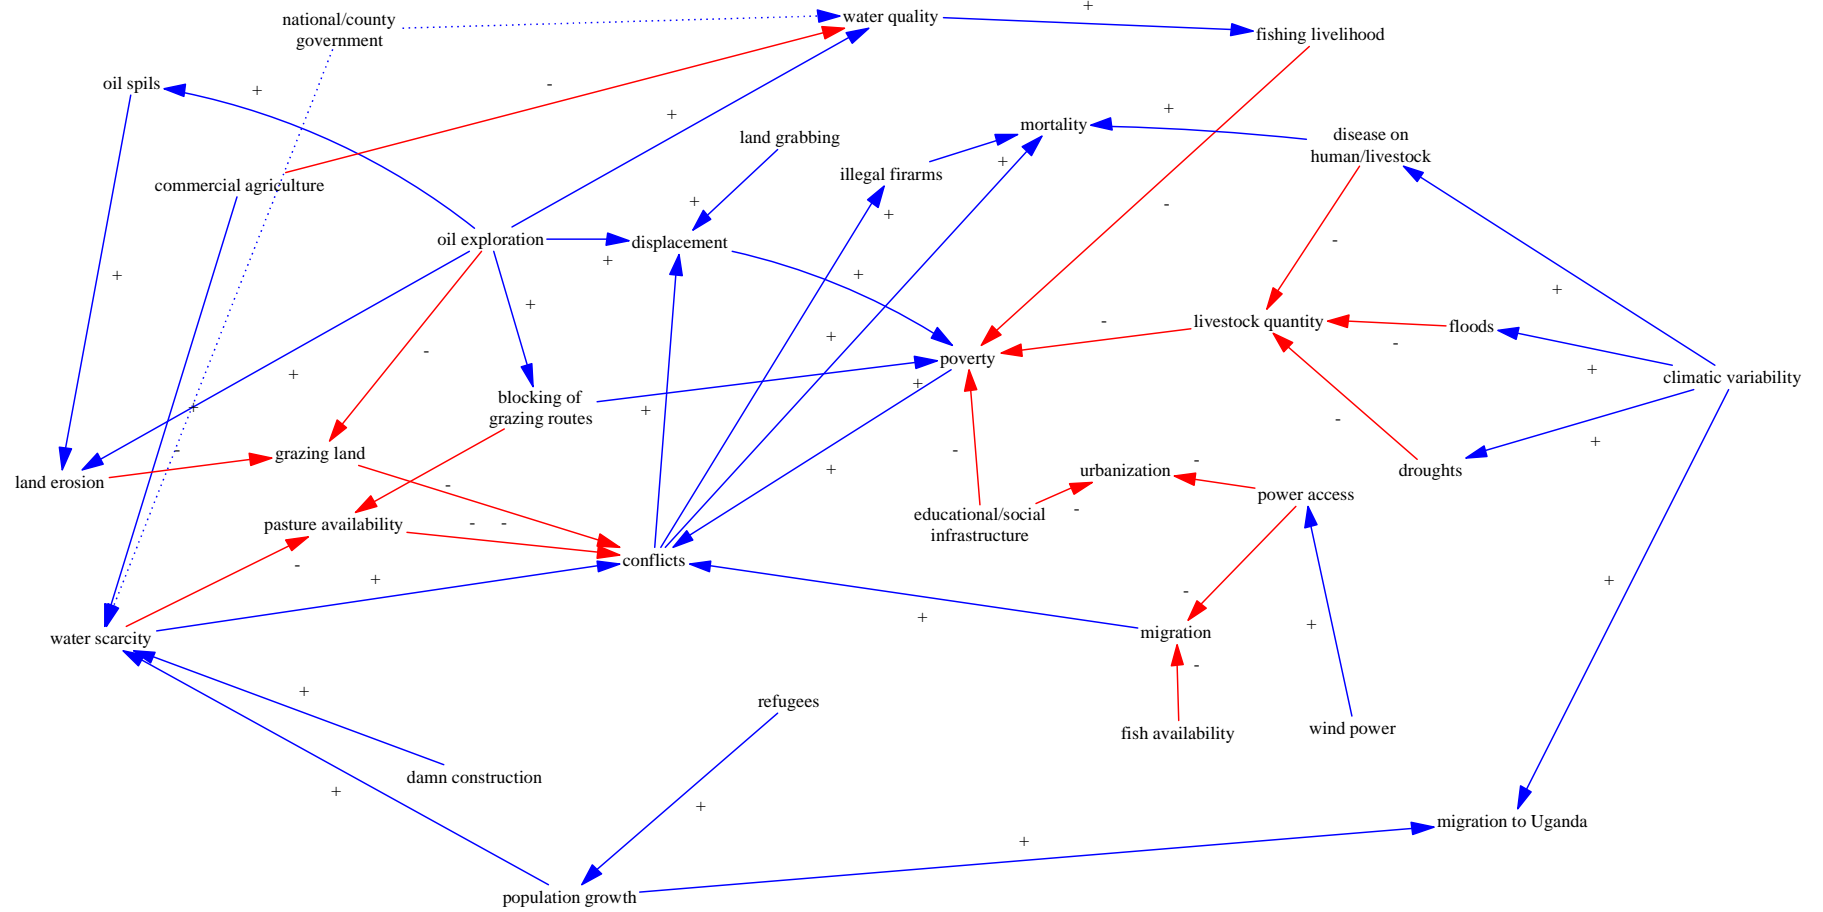 national/county
government
water quality
+
fishing livelihood
oil spils
+
-
+
land grabbing
mortality
+
disease on
human/livestock
commercial agriculture
illegal firarms
+
+
+
-
oil exploration
displacement
+
-
+
+
+
+
livestock quantity
-
floods
+
-
poverty
-
+
climatic variability
+
+
+
blocking of
grazing routes
+
-
+
grazing land
-
-
+
land erosion
-
+
-
urbanization
-
droughts
power access
pasture availability
-
-
educational/social
infrastructure
-
conflicts
-
+
+
-
water scarcity
+
migration
+
-
+
refugees
fish availability
wind power
damn construction
+
+
migration to Uganda
+
population growth